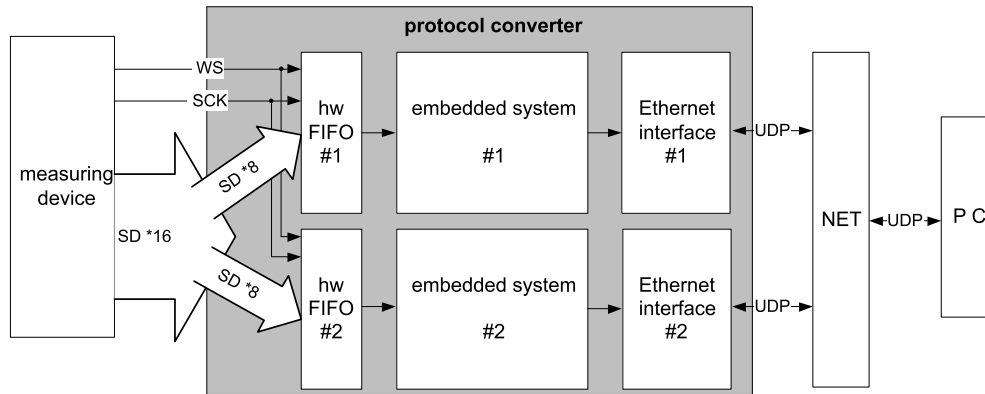 protocol converter
WS
SCK
measuring
device
SD *16
SD *8
SD *8
hw
FIFO
#1
embedded system
#1
Ethernet
interface
#1
UDP
hw
FIFO
#2
embedded system
#2
Ethernet
interface
#2
UDP
NET
UDP
P C